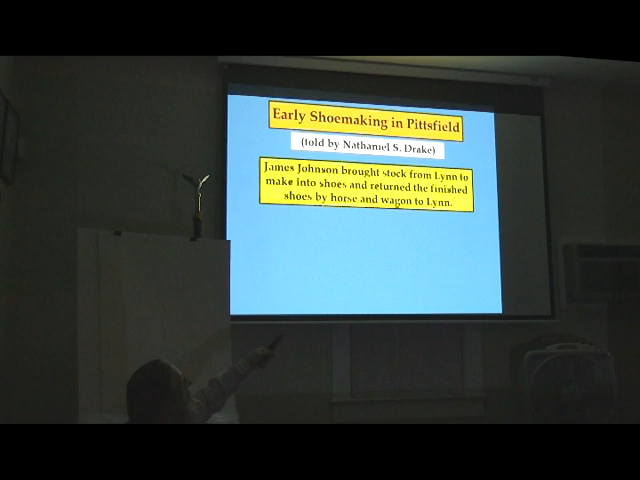 Early Shoemaking in Pittsfield
(told by Nathaniel S. Drake)
James Johnson brought stock from Lynn to
make into shoes and returned the finished
shoes by horse and wagon to Lynn.